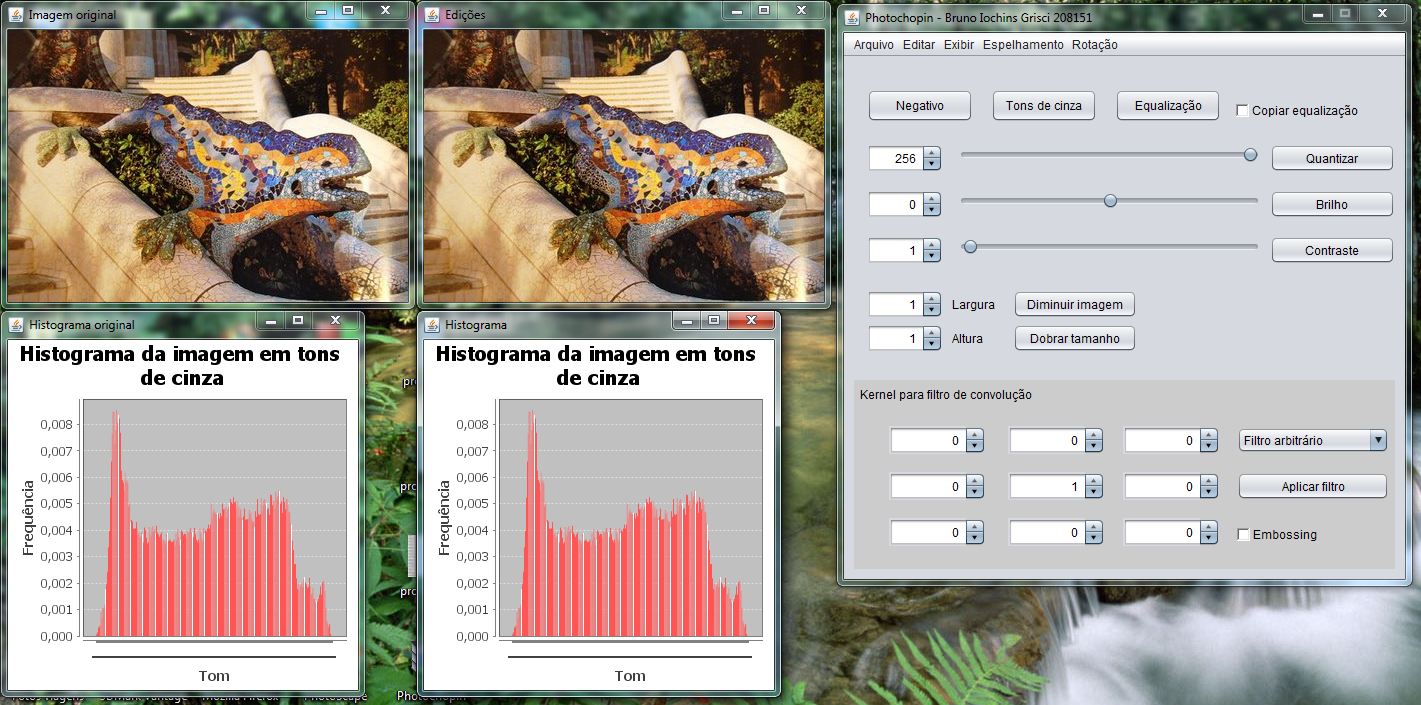 Imagem original
Edições
Photochopin - Bruno Iochins Grisci 208151
Arquivo Editar Exibir Espelhamento Rotação
Negativo Tons de cinza Equalização Copiar equalização
256 Quantizar
0 Brilho
1 Contraste
1 Largura Diminuir imagem
1 Altura Dobrar tamanho
Kernel para filtro de convolução
0 0 0 Filtro arbitrário
0 1 0 Aplicar filtro
0 0 0 Embossing
Histograma original
Histograma da imagem em tons
de cinza
Frequência
0,008
0,007
0,006
0,005
0,004
0,003
0,002
0,001
0,000
Tom
Histograma
Histograma da imagem em tons
de cinza
Frequência
0,008
0,007
0,006
0,005
0,004
0,003
0,002
0,001
0,000
Tom